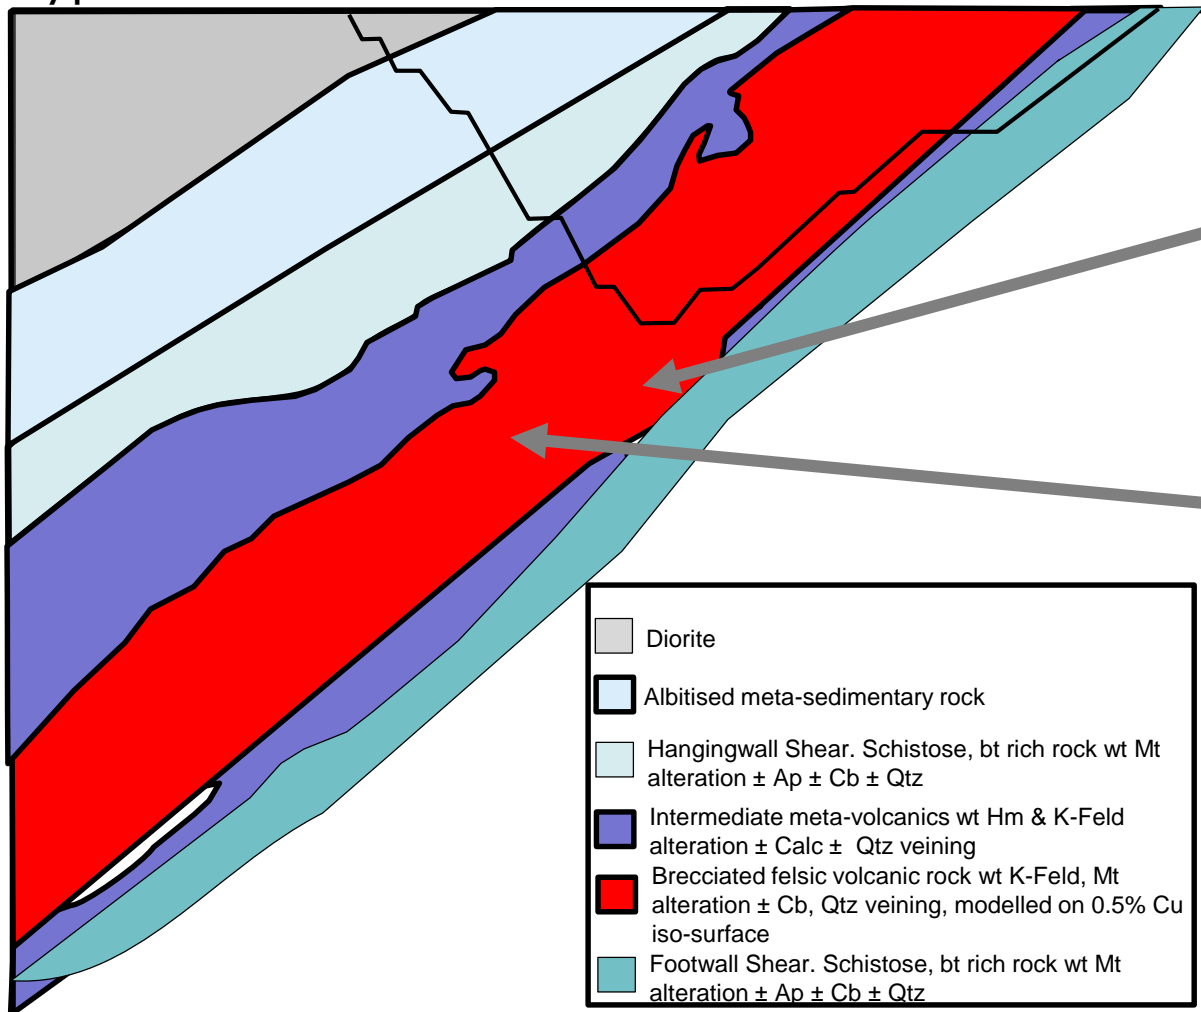 Diorite
Albitised meta-sedimentary rock
Hangingwall Shear. Schistose, bt rich rock wt Mt
alteration ± Ap ± Cb ± Qtz
Intermediate meta-volcanics wt Hm & K-Feld
alteration ± Calc ± Qtz veining
Brecciated felsic volcanic rock wt K-Feld, Mt
alteration ± Cb, Qtz veining, modelled on 0.5% Cu
iso-surface
Footwall Shear. Schistose, bt rich rock wt Mt
alteration ± Ap ± Cb ± Qtz